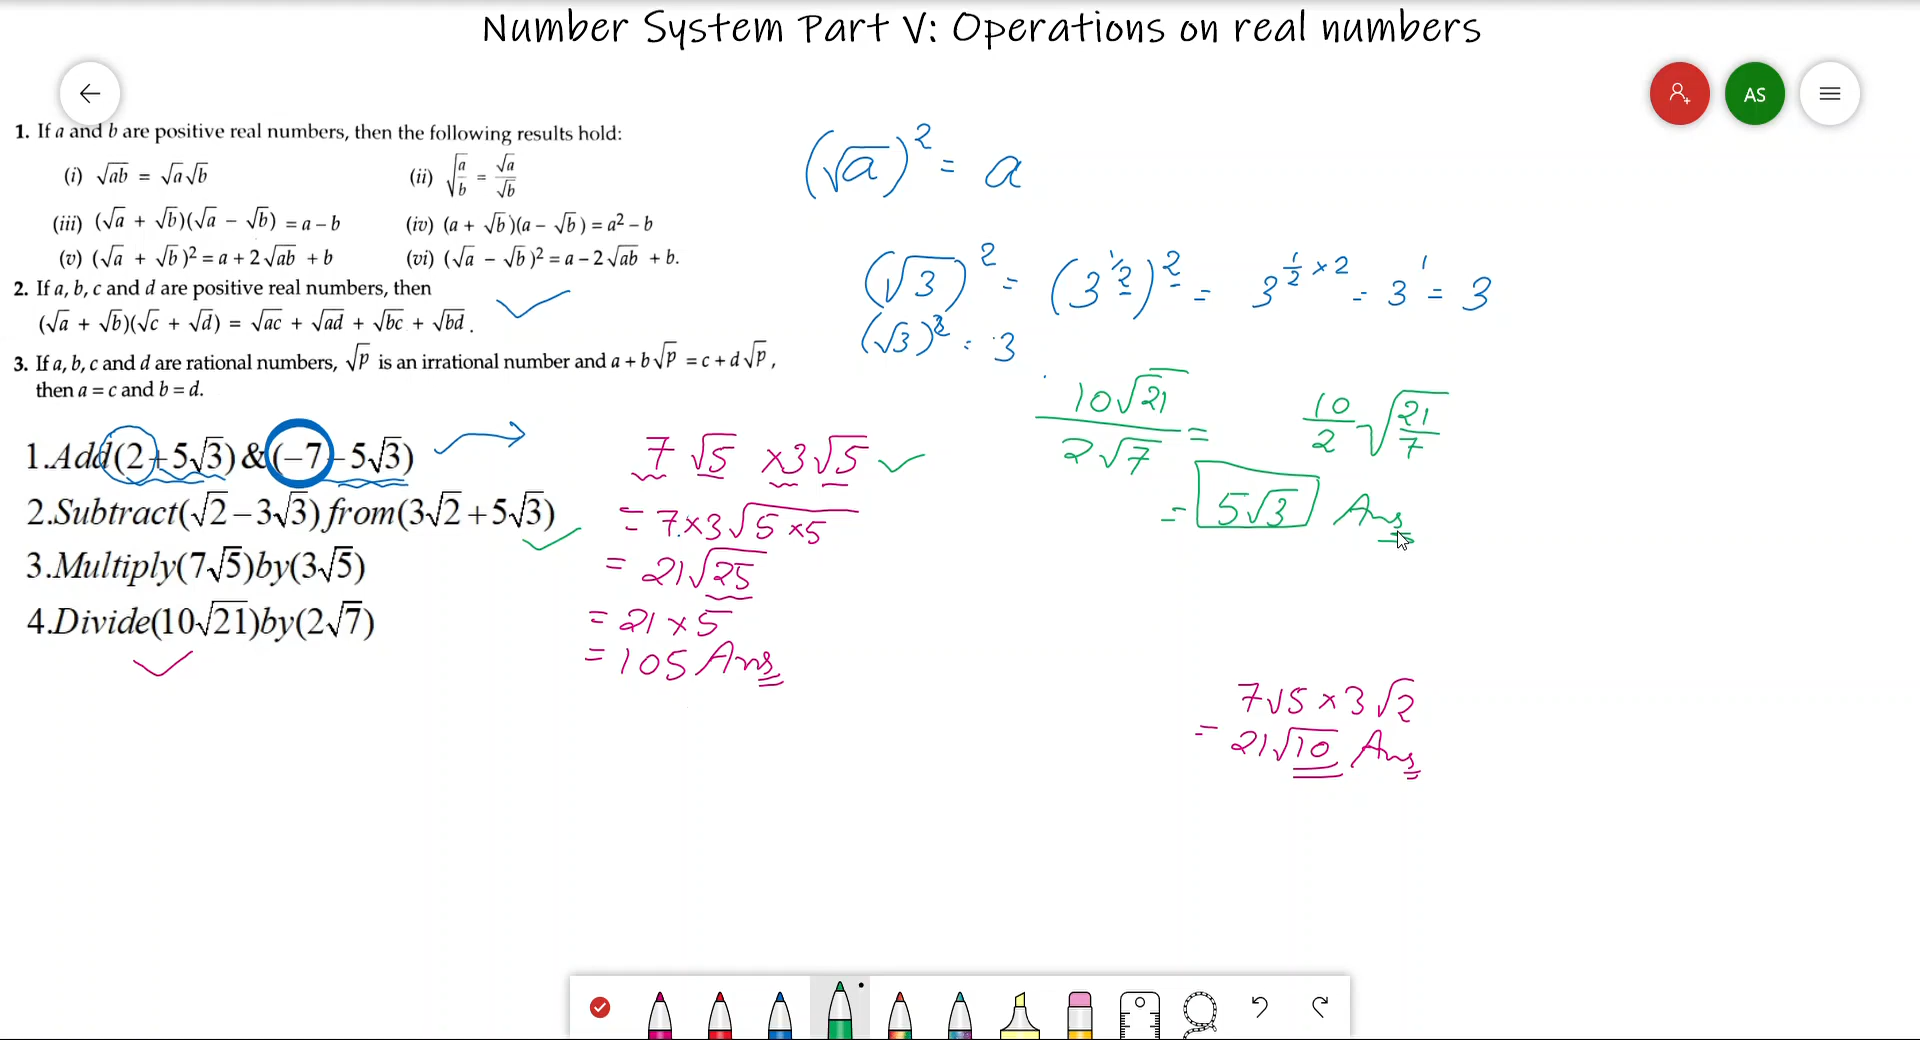 Number System Part V: Operations on real numbers
AS
1. If a and b are positive real numbers, then the following results hold:
(i) √ab = √a√b
(ii) √(a/b) = √a/√b
(iii) (√a + √b)(√a − √b) = a − b
(iv) (a + √b)(a − √b) = a² − b
(v) (√a + √b)² = a + 2√ab + b
(vi) (√a − √b)² = a − 2√ab + b.
2. If a, b, c and d are positive real numbers, then
(√a + √b)(√c + √d) = √ac + √ad + √bc + √bd .
3. If a, b, c and d are rational numbers, √p is an irrational number and a + b√p = c + d√p,
then a = c and b = d.
1.Add(2+5√3)&(−7−5√3)
2.Subtract(√2−3√3)from(3√2+5√3)
3.Multiply(7√5)by(3√5)
4.Divide(10√21)by(2√7)
(√a)² = a
(√3)² = (3^½)² = 3^(½×2) = 3¹ = 3
(√3)² = 3
7√5 ×3√5
= 7×3√5×5
= 21√25
= 21×5
= 105 Ans
10√21/2√7 = 10/2 √(21/7)
= 5√3 Ans
7√5×3√2
= 21√10 Ans